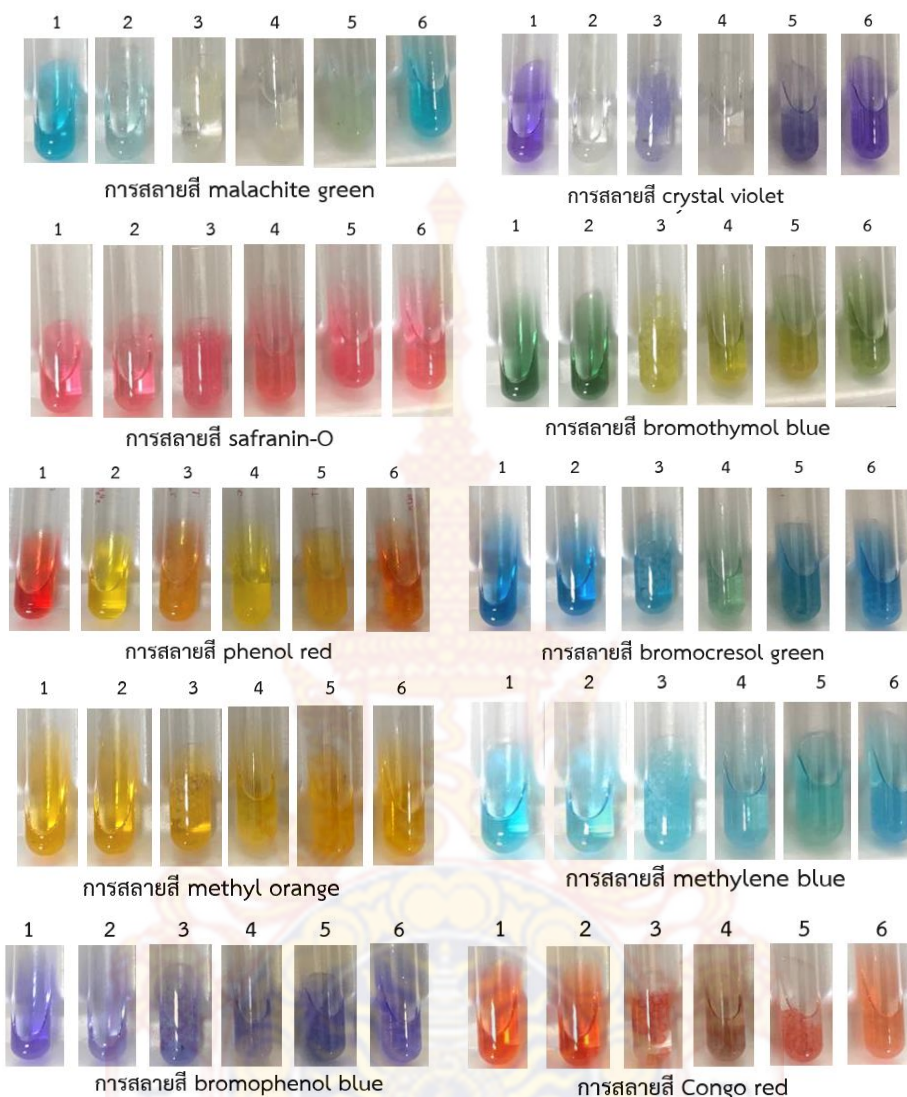 1 2 3 4 5 6
การสลายสี malachite green
1 2 3 4 5 6
การสลายสี crystal violet
1 2 3 4 5 6
การสลายสี safranin-O
1 2 3 4 5 6
การสลายสี bromothymol blue
1 2 3 4 5 6
การสลายสี phenol red
1 2 3 4 5 6
การสลายสี bromocresol green
1 2 3 4 5 6
การสลายสี methyl orange
1 2 3 4 5 6
การสลายสี methylene blue
1 2 3 4 5 6
การสลายสี bromophenol blue
1 2 3 4 5 6
การสลายสี Congo red